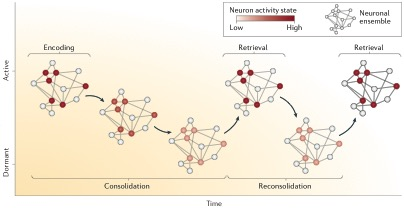 Neuron activity state
Low
High
Neuronal
ensemble
Encoding
Retrieval
Retrieval
Active
Dormant
Consolidation
Reconsolidation
Time